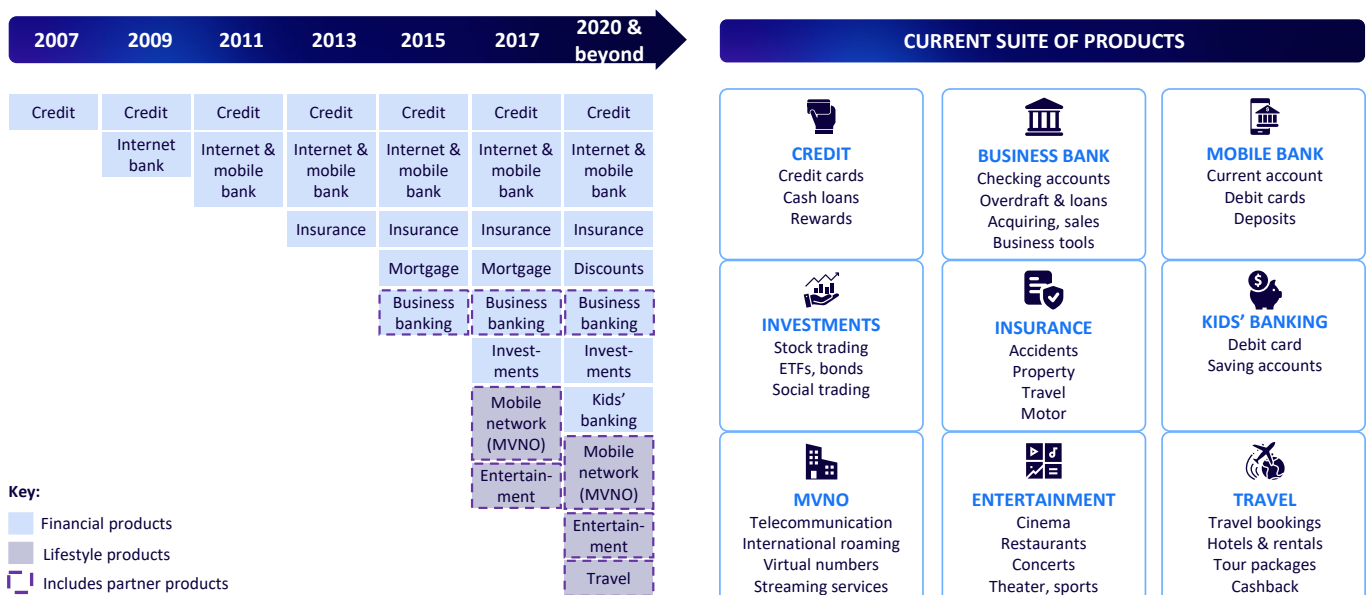 2007
2009
2011
2013
2015
2017
2020 &
beyond
Credit
Credit
Credit
Credit
Credit
Credit
Credit
Internet
bank
Internet &
mobile
bank
Internet &
mobile
bank
Internet &
mobile
bank
Internet &
mobile
bank
Internet &
mobile
bank
Insurance
Insurance
Insurance
Insurance
Mortgage
Mortgage
Discounts
Business
banking
Business
banking
Business
banking
Invest-
ments
Invest-
ments
Mobile
network
(MVNO)
Kids’
banking
Entertain-
ment
Mobile
network
(MVNO)
Entertain-
ment
Travel
Key:
Financial products
Lifestyle products
Includes partner products
CURRENT SUITE OF PRODUCTS
CREDIT
Credit cards
Cash loans
Rewards
BUSINESS BANK
Checking accounts
Overdraft & loans
Acquiring, sales
Business tools
MOBILE BANK
Current account
Debit cards
Deposits
INVESTMENTS
Stock trading
ETFs, bonds
Social trading
INSURANCE
Accidents
Property
Travel
Motor
KIDS’ BANKING
Debit card
Saving accounts
MVNO
Telecommunication
International roaming
Virtual numbers
Streaming services
ENTERTAINMENT
Cinema
Restaurants
Concerts
Theater, sports
TRAVEL
Travel bookings
Hotels & rentals
Tour packages
Cashback